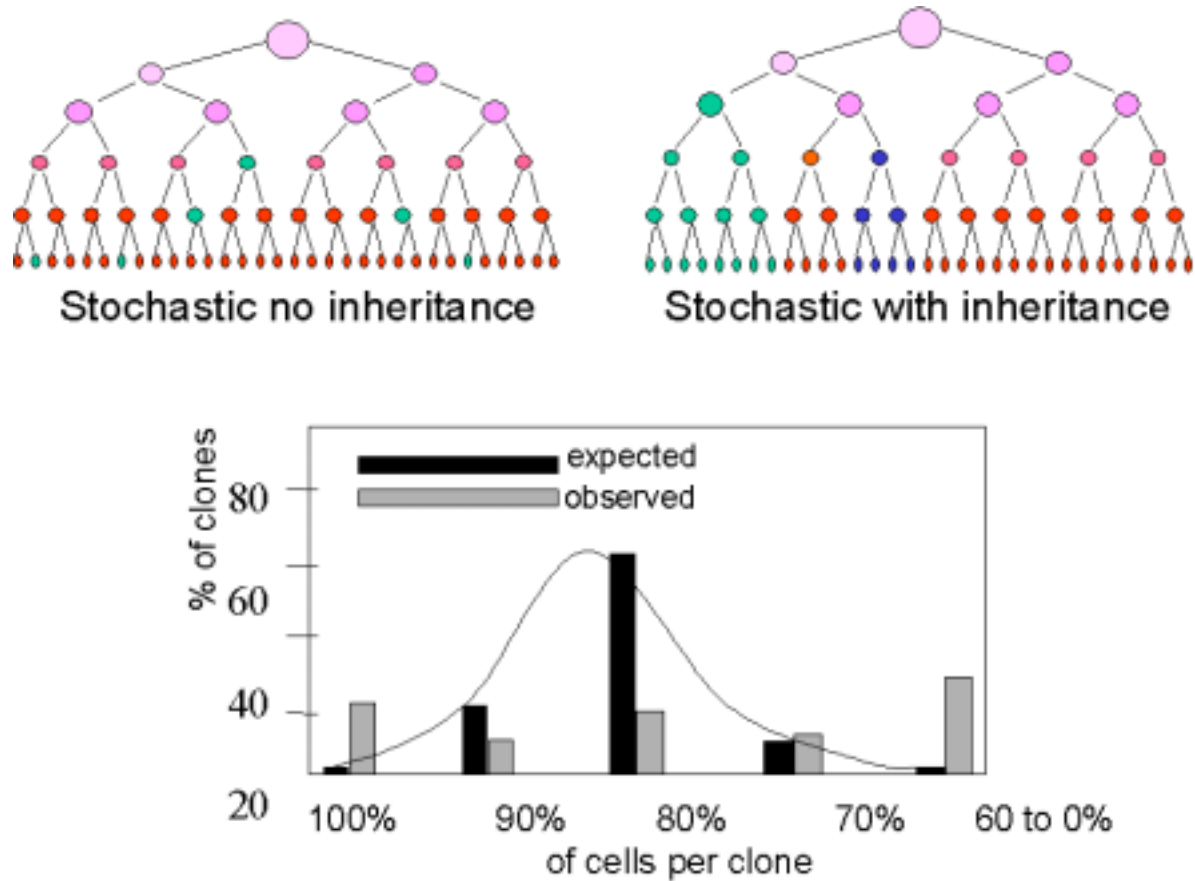 Stochastic no inheritance
Stochastic with inheritance
% of clones
expected
observed
80
60
40
20
100% 90% 80% 70% 60 to 0%
of cells per clone